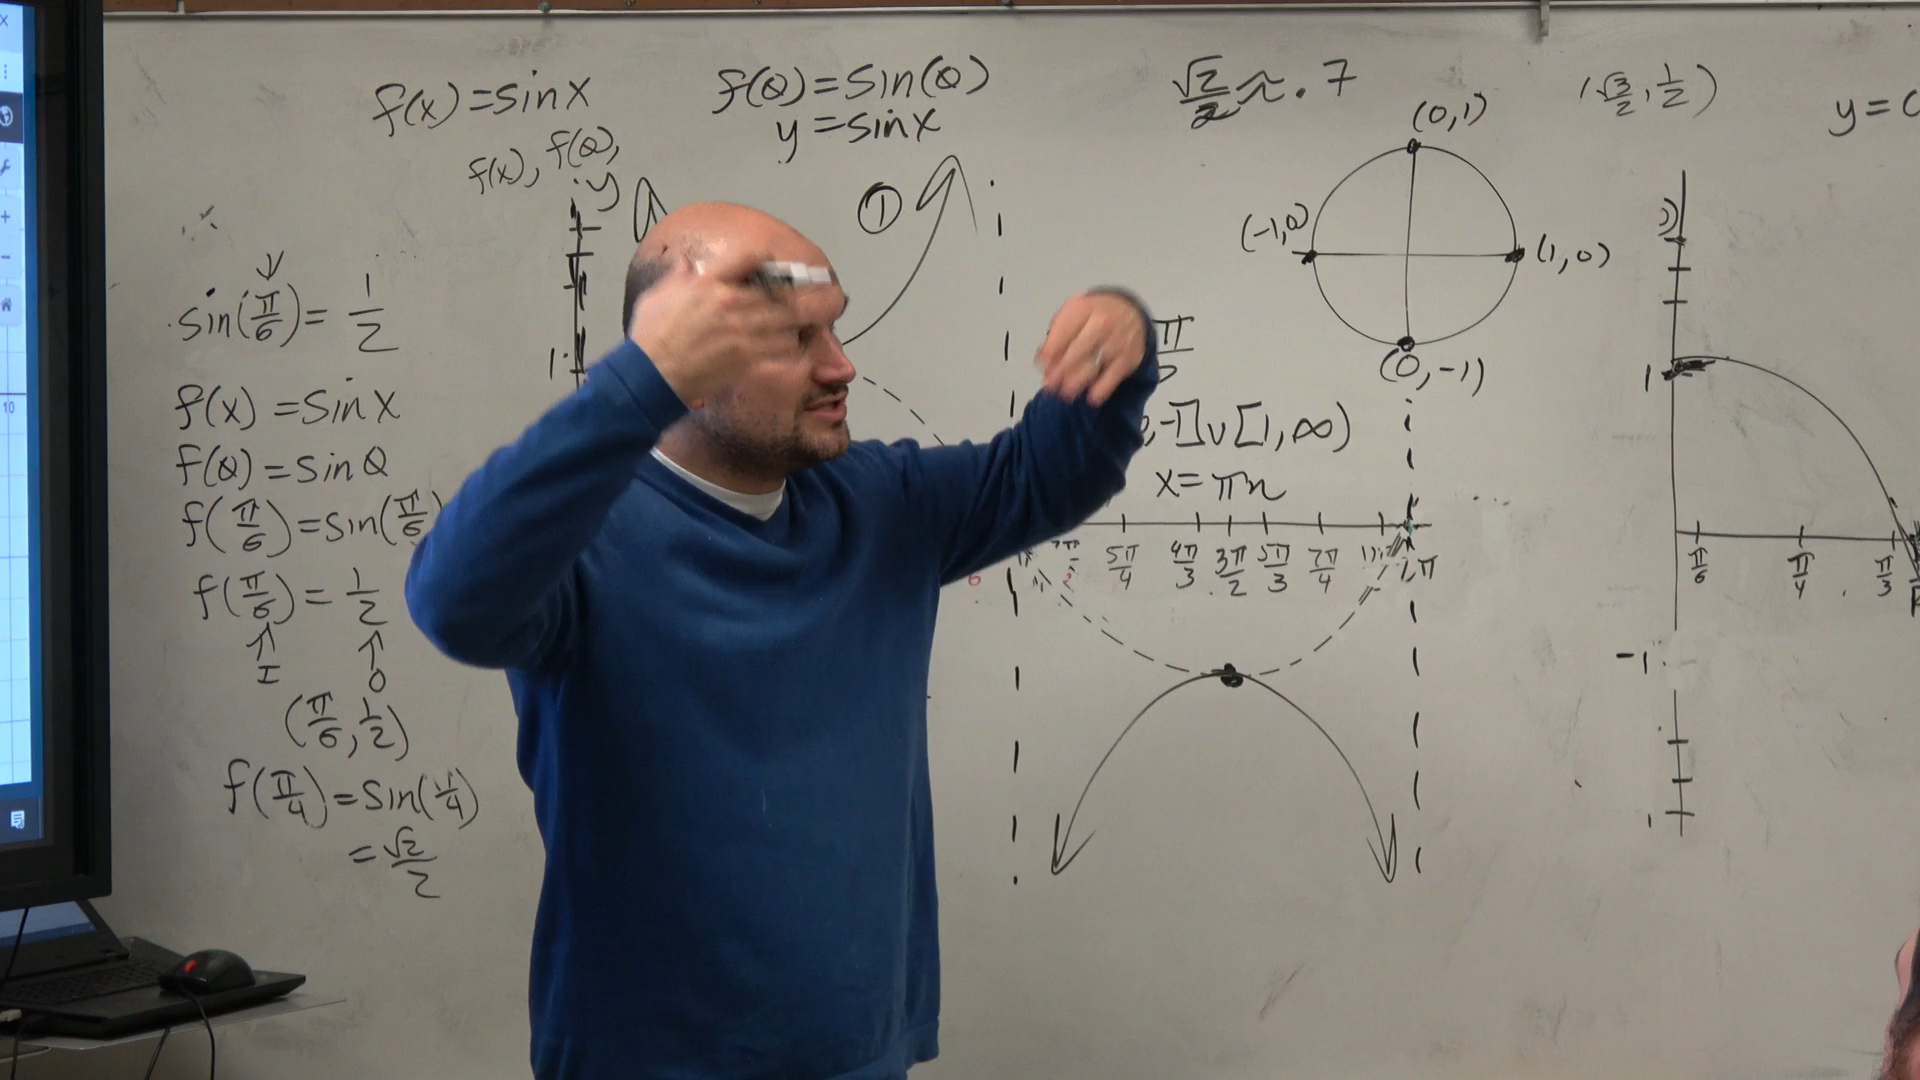 f(x) = sin x
f(θ) = sin(θ)
y = sin x
f(x), f(θ),
y
①
√2/2 ≈ .7
(0,1)
(-1,0)
(1,0)
(0,-1)
(√3/2, 1/2)
y =
sin(π/6) = 1/2
f(x) = sin x
f(θ) = sin θ
f(π/6) = sin(π/6)
f(π/6) = 1/2
↑ ↑
I O
(π/6, 1/2)
f(π/4) = sin(π/4)
= √2/2
1
-1] ∪ [1, ∞)
x = πn
5π/4 4π/3 3π/2 5π/3 7π/4
1
π/6 π/4 π/3
-1
10